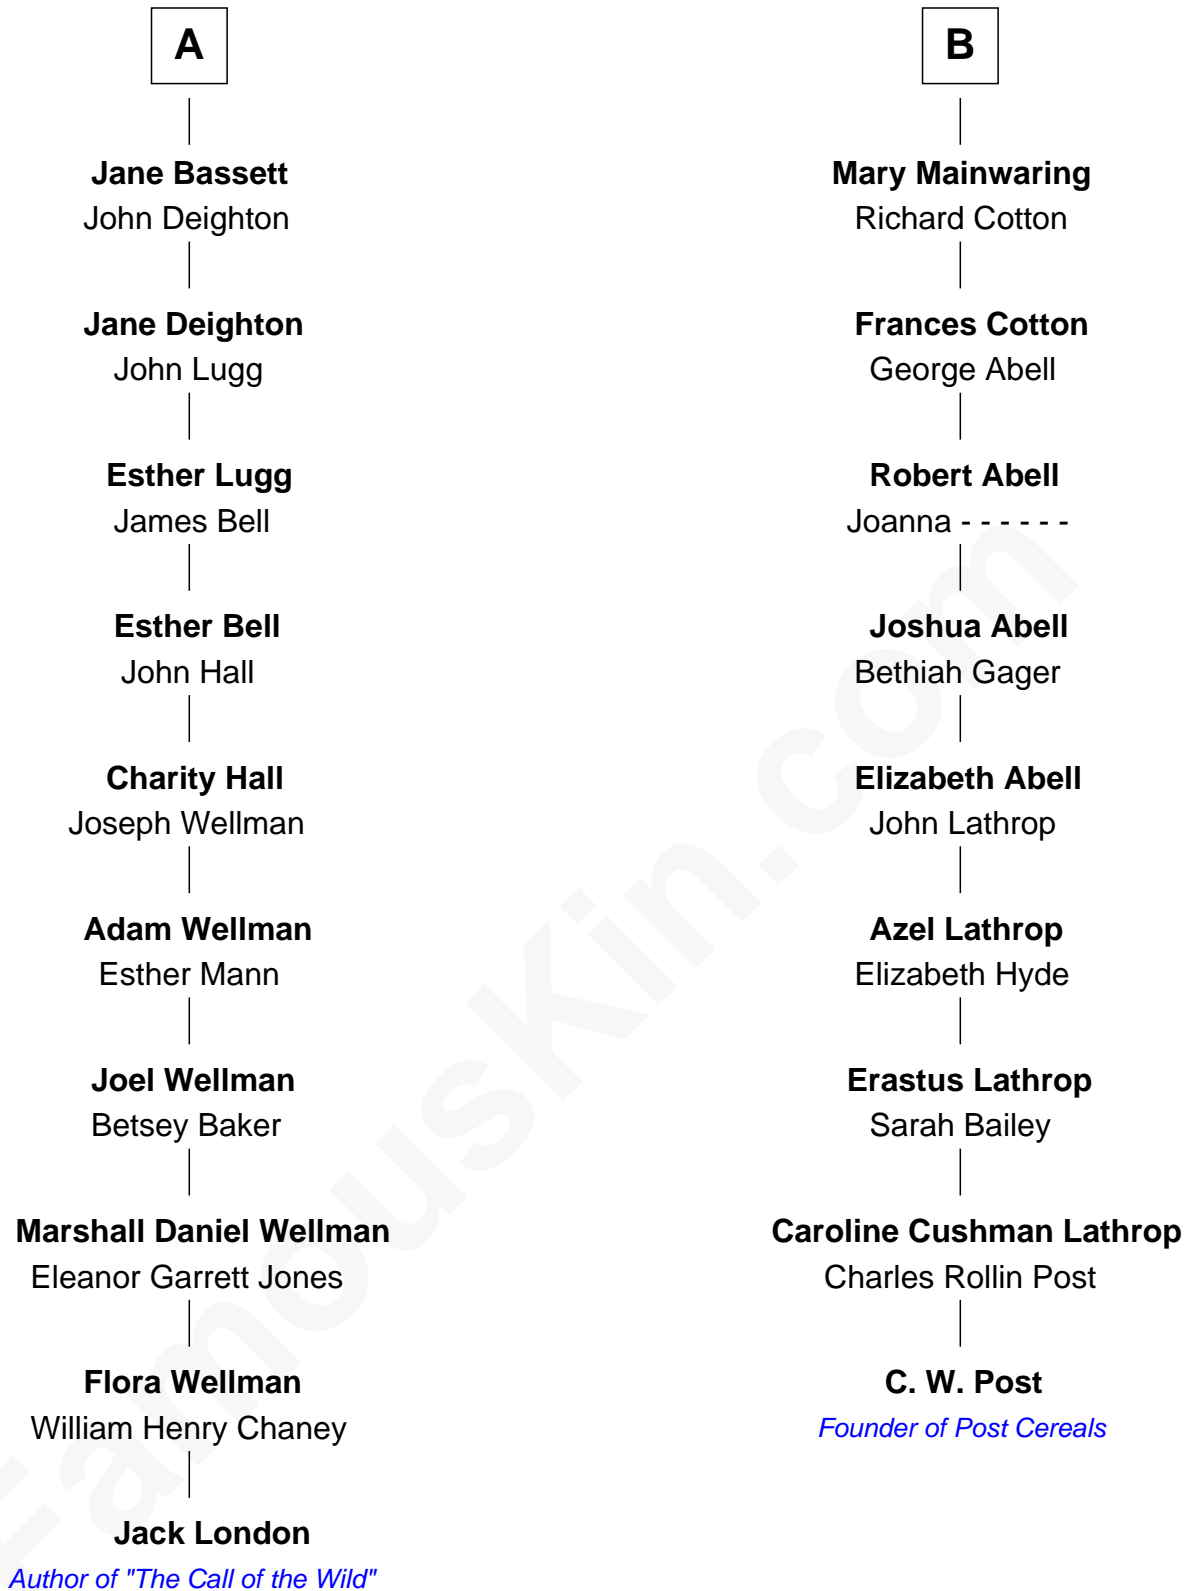 A
Jane Bassett
John Deighton
Jane Deighton
John Lugg
Esther Lugg
James Bell
Esther Bell
John Hall
Charity Hall
Joseph Wellman
Adam Wellman
Esther Mann
Joel Wellman
Betsey Baker
Marshall Daniel Wellman
Eleanor Garrett Jones
Flora Wellman
William Henry Chaney
Jack London
Author of "The Call of the Wild"
B
Mary Mainwaring
Richard Cotton
Frances Cotton
George Abell
Robert Abell
Joanna - - - - - -
Joshua Abell
Bethiah Gager
Elizabeth Abell
John Lathrop
Azel Lathrop
Elizabeth Hyde
Erastus Lathrop
Sarah Bailey
Caroline Cushman Lathrop
Charles Rollin Post
C. W. Post
Founder of Post Cereals
FamousKin.com